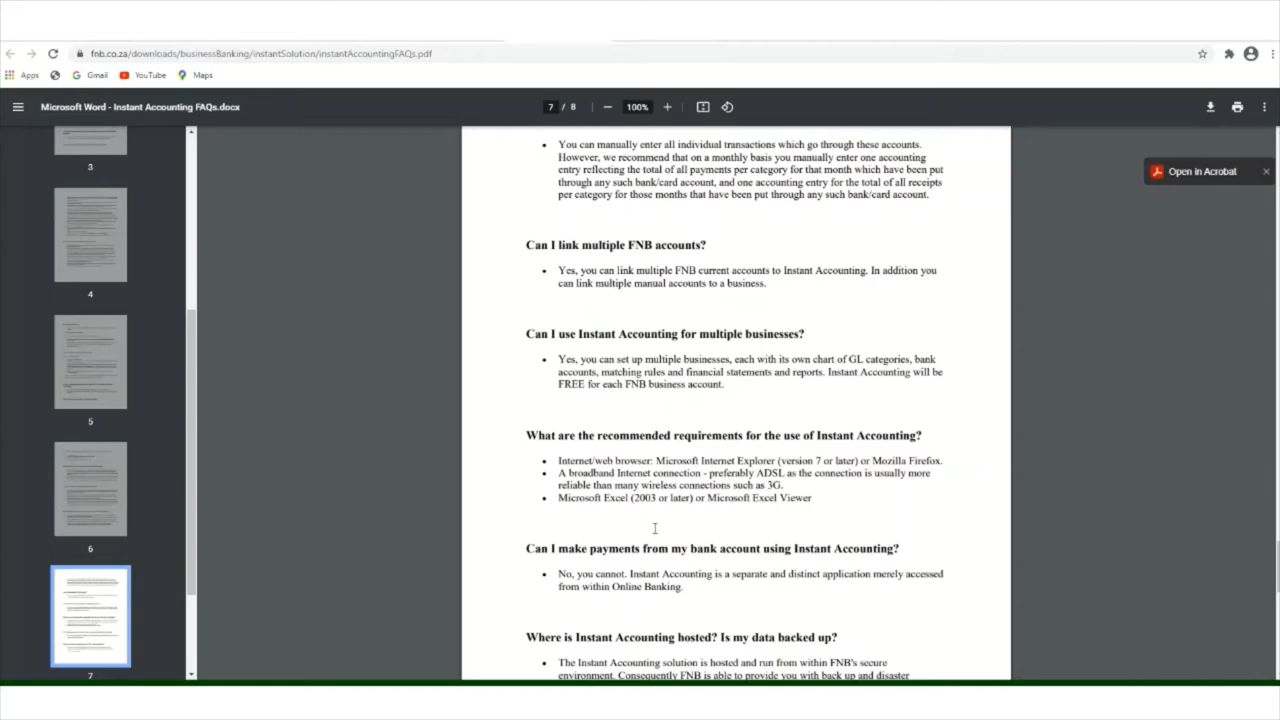 fnb.co.za/downloads/businessBanking/instantSolution/instantAccountingFAQs.pdf
Apps
Gmail
YouTube
Maps
Microsoft Word - Instant Accounting FAQs.docx
7 / 8
100%
Open in Acrobat
3
4
5
6
7
• You can manually enter all individual transactions which go through these accounts.
However, we recommend that on a monthly basis you manually enter one accounting
entry reflecting the total of all payments per category for that month which have been put
through any such bank/card account, and one accounting entry for the total of all receipts
per category for those months that have been put through any such bank/card account.
Can I link multiple FNB accounts?
• Yes, you can link multiple FNB current accounts to Instant Accounting. In addition you
can link multiple manual accounts to a business.
Can I use Instant Accounting for multiple businesses?
• Yes, you can set up multiple businesses, each with its own chart of GL categories, bank
accounts, matching rules and financial statements and reports. Instant Accounting will be
FREE for each FNB business account.
What are the recommended requirements for the use of Instant Accounting?
• Internet/web browser: Microsoft Internet Explorer (version 7 or later) or Mozilla Firefox.
• A broadband Internet connection - preferably ADSL as the connection is usually more
reliable than many wireless connections such as 3G.
• Microsoft Excel (2003 or later) or Microsoft Excel Viewer
Can I make payments from my bank account using Instant Accounting?
• No, you cannot. Instant Accounting is a separate and distinct application merely accessed
from within Online Banking.
Where is Instant Accounting hosted? Is my data backed up?
• The Instant Accounting solution is hosted and run from within FNB's secure
environment. Consequently FNB is able to provide you with back up and disaster